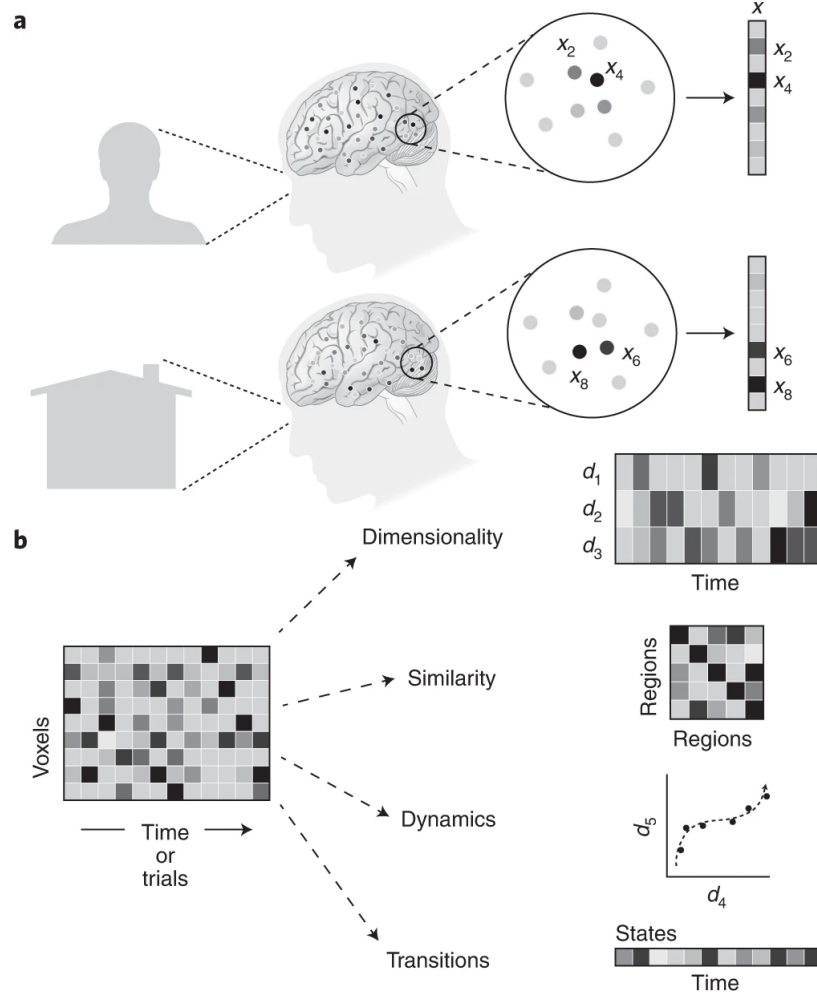 a
x
x2
x4
x2
x4
x6
x8
x6
x8
b
Dimensionality
d1
d2
d3
Time
Voxels
Time
or
trials
Similarity
Regions
Regions
Dynamics
d5
d4
Transitions
States
Time